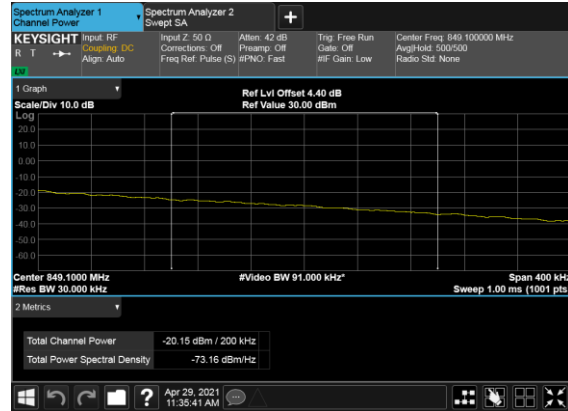 Spectrum Analyzer 1
Channel Power
Spectrum Analyzer 2
Swept SA
+
KEYSIGHT
R T
Input: RF
Coupling: DC
Align: Auto
Input Z: 50 Ω
Corrections: Off
Freq Ref: Pulse (S)
Atten: 42 dB
Preamp: Off
#PNO: Fast
Trig: Free Run
Gate: Off
#IF Gain: Low
Center Freq: 849.100000 MHz
Avg|Hold: 500/500
Radio Std: None
1 Graph
Scale/Div 10.0 dB
Ref Lvl Offset 4.40 dB
Ref Value 30.00 dBm
Log
20.0
10.0
0.00
-10.0
-20.0
-30.0
-40.0
-50.0
-60.0
Center 849.1000 MHz
#Res BW 30.000 kHz
#Video BW 91.000 kHz*
Span 400 kHz
Sweep 1.00 ms (1001 pts
2 Metrics
Total Channel Power -20.15 dBm / 200 kHz
Total Power Spectral Density -73.16 dBm/Hz
?
Apr 29, 2021
11:35:41 AM